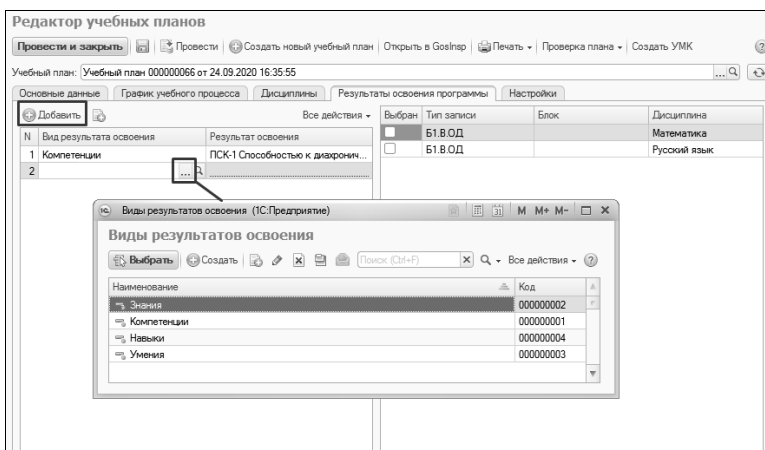 Редактор учебных планов
Провести и закрыть Провести Создать новый учебный план Открыть в GosInsp Печать Проверка плана Создать УМК
Учебный план: Учебный план 000000066 от 24.09.2020 16:35:55
Основные данные График учебного процесса Дисциплины Результаты освоения программы Настройки
Добавить Все действия Выбран Тип записи Блок Дисциплина
N Вид результата освоения Результат освоения
Б1.В.ОД Математика
1 Компетенции ПСК-1 Способностью к диахронич... Б1.В.ОД Русский язык
2 ...
Виды результатов освоения (1С:Предприятие) M M+ M-
Виды результатов освоения
Выбрать Создать Поиск (Ctrl+F) Все действия
Наименование Код
Знания 000000002
Компетенции 000000001
Навыки 000000004
Умения 000000003